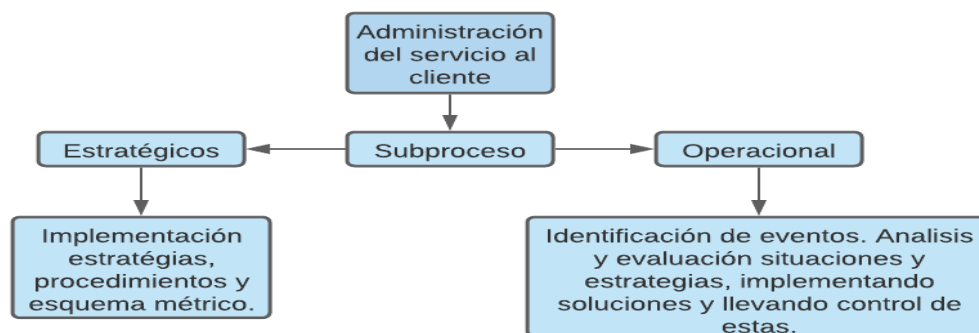 Administración
del servicio al
cliente
Estratégicos
Subproceso
Operacional
Implementación
estratégias,
procedimientos y
esquema métrico.
Identificación de eventos. Analisis
y evaluación situaciones y
estrategias, implementando
soluciones y llevando control de
estas.